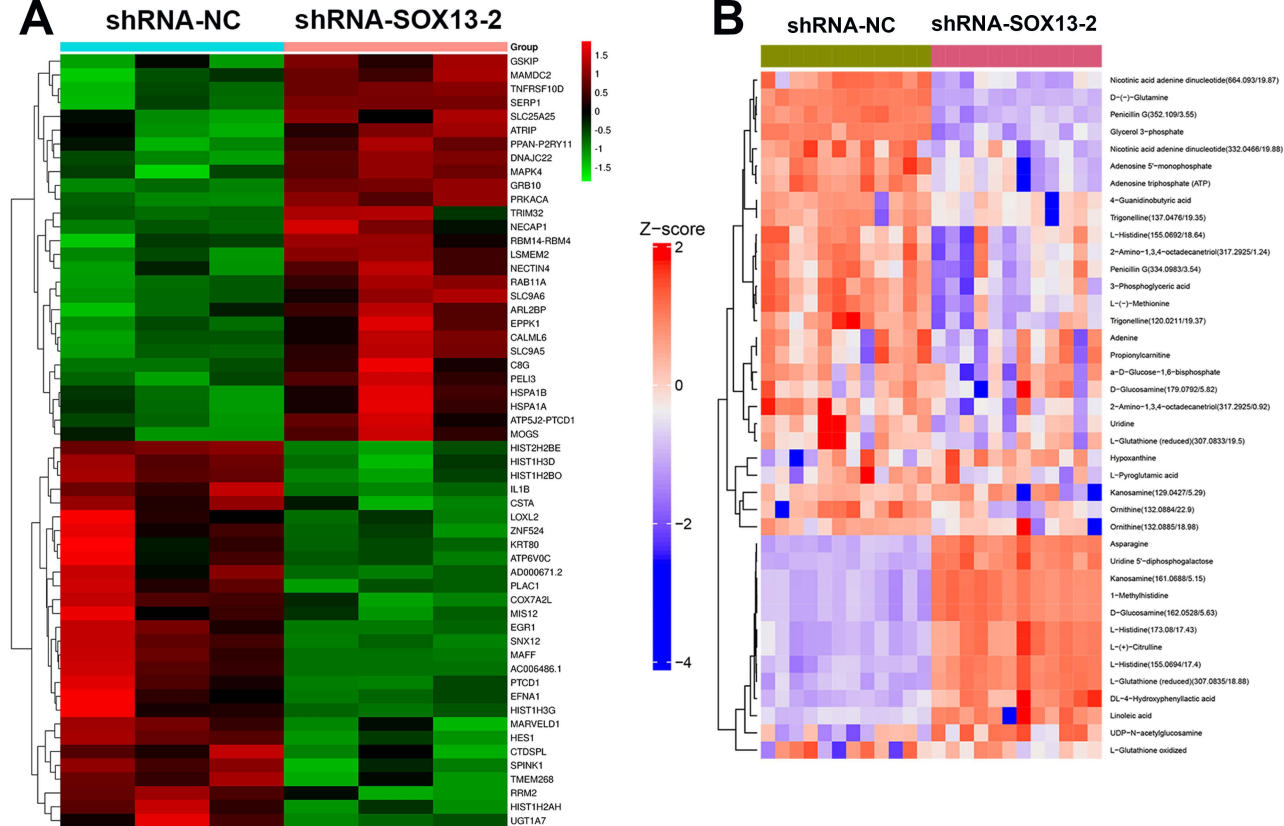 A
shRNA-NC
shRNA-SOX13-2
Group
GSKIP
MAMDC2
TNFRSF10D
SERP1
SLC25A25
ATRIP
PPAN-P2RY11
DNAJC22
MAPK4
GRB10
PRKACA
TRIM32
NECAP1
RBM14-RBM4
LSMEM2
NECTIN4
RAB11A
SLC9A6
ARL2BP
EPPK1
CALML6
SLC9A5
C8G
PELI3
HSPA1B
HSPA1A
ATP5J2-PTCD1
MOGS
HIST2H2BE
HIST1H3D
HIST1H2BO
IL1B
CSTA
LOXL2
ZNF524
KRT80
ATP6V0C
AD000671.2
PLAC1
COX7A2L
MIS12
EGR1
SNX12
MAFF
AC006486.1
PTCD1
EFNA1
HIST1H3G
MARVELD1
HES1
CTDSPL
SPINK1
TMEM268
RRM2
HIST1H2AH
UGT1A7
1.5
1
0.5
0
-0.5
-1
-1.5
B
shRNA-NC
shRNA-SOX13-2
Z-score
2
0
-2
-4
Nicotinic acid adenine dinucleotide(664.093/19.87)
D-(-)-Glutamine
Penicillin G(352.109/3.55)
Glycerol 3-phosphate
Nicotinic acid adenine dinucleotide(332.0466/19.88)
Adenosine 5'-monophosphate
Adenosine triphosphate (ATP)
4-Guanidinobutyric acid
Trigonelline(137.0476/19.35)
L-Histidine(155.0692/18.64)
2-Amino-1,3,4-octadecanetriol(317.2925/1.24)
Penicillin G(334.0983/3.54)
3-Phosphoglyceric acid
L-(-)-Methionine
Trigonelline(120.0211/19.37)
Adenine
Propionylcarnitine
a-D-Glucose-1,6-bisphosphate
D-Glucosamine(179.0792/5.82)
2-Amino-1,3,4-octadecanetriol(317.2925/0.92)
Uridine
L-Glutathione (reduced)(307.0833/19.5)
Hypoxanthine
L-Pyroglutamic acid
Kanosamine(129.0427/5.29)
Ornithine(132.0884/22.9)
Ornithine(132.0885/18.98)
Asparagine
Uridine 5'-diphosphogalactose
Kanosamine(161.0688/5.15)
1-Methylhistidine
D-Glucosamine(162.0528/5.63)
L-Histidine(173.08/17.43)
L-(+)-Citrulline
L-Histidine(155.0694/17.4)
L-Glutathione (reduced)(307.0835/18.88)
DL-4-Hydroxyphenyllactic acid
Linoleic acid
UDP-N-acetylglucosamine
L-Glutathione oxidized